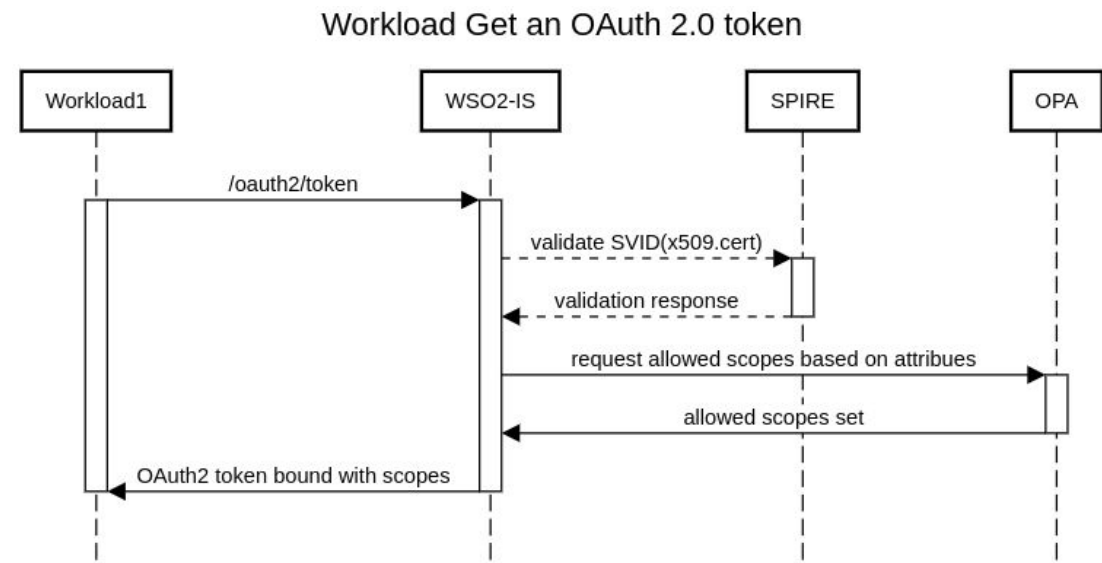 Workload Get an OAuth 2.0 token
Workload1
WSO2-IS
SPIRE
OPA
/oauth2/token
validate SVID(x509.cert)
validation response
request allowed scopes based on attribues
allowed scopes set
OAuth2 token bound with scopes